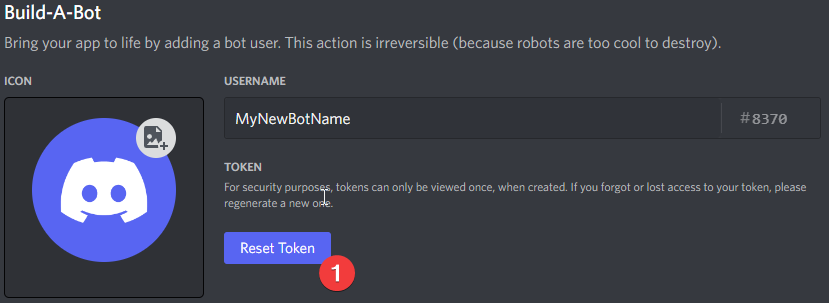 Build-A-Bot
Bring your app to life by adding a bot user. This action is irreversible (because robots are too cool to destroy).
ICON
USERNAME
MyNewBotName
#8370
TOKEN
For security purposes, tokens can only be viewed once, when created. If you forgot or lost access to your token, please
regenerate a new one.
Reset Token
1